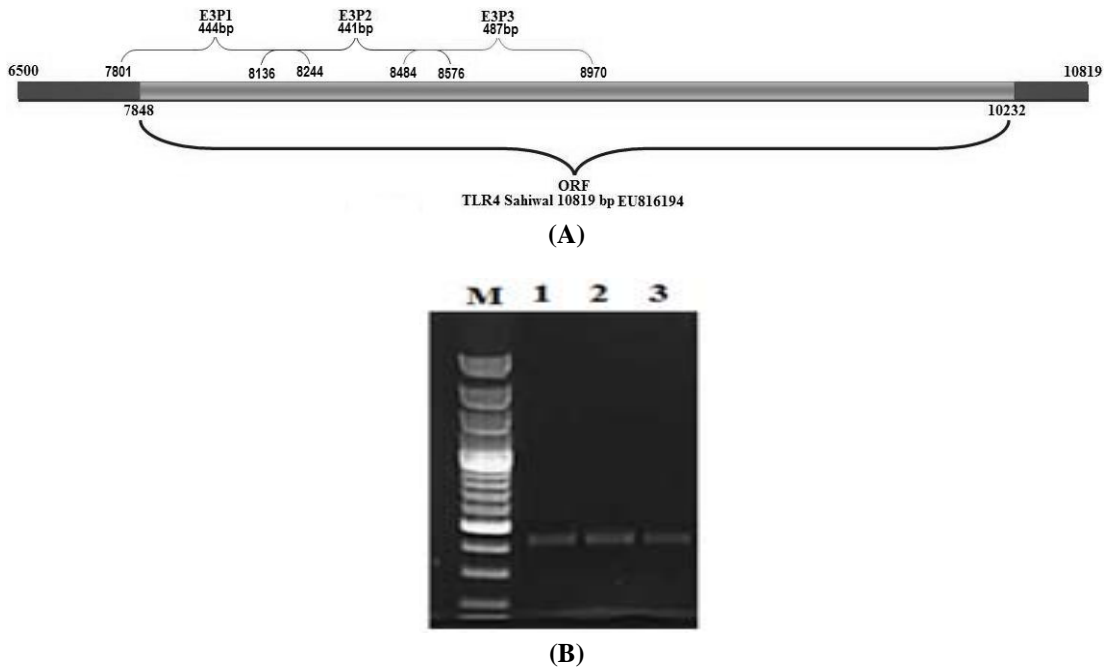 E3P1 E3P2 E3P3
444bp 441bp 487bp
6500 7801 8136 8244 8484 8576 8970 10819
7848 10232
ORF
TLR4 Sahiwal 10819 bp EU816194
(A)
M 1 2 3
(B)